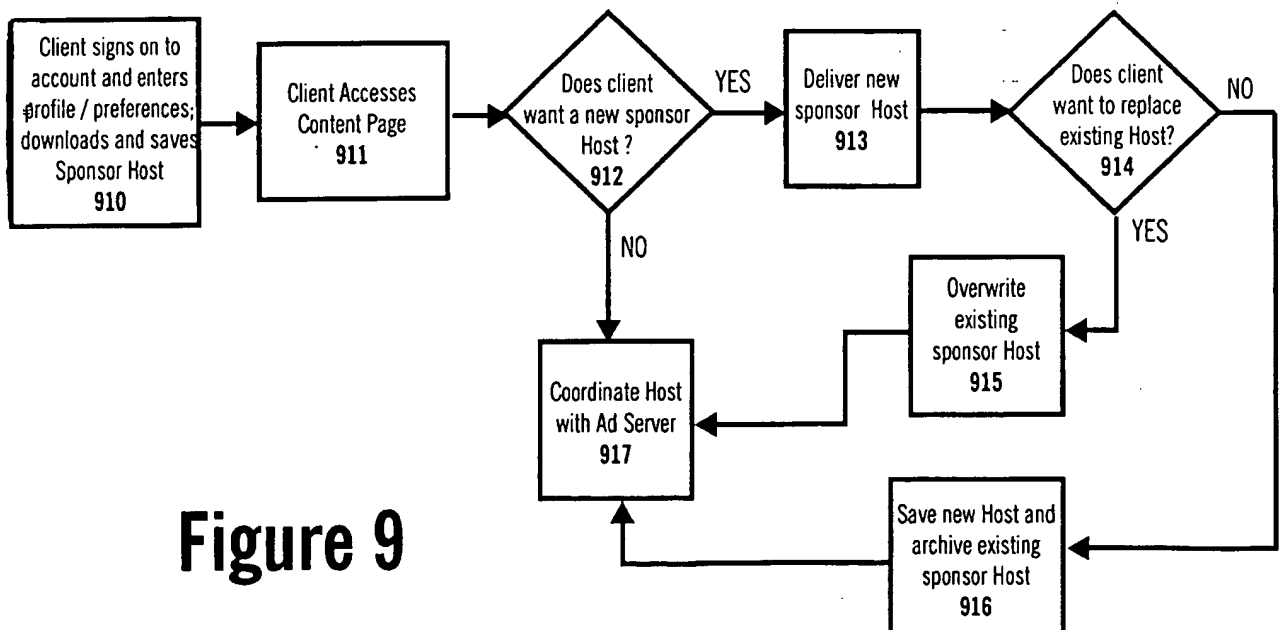 Client signs on to
account and enters
profile / preferences;
downloads and saves
Sponsor Host
910
Client Accesses
Content Page
911
Does client
want a new sponsor
Host ?
912
YES
NO
Deliver new
sponsor Host
913
Does client
want to replace
existing Host?
914
NO
YES
Overwrite
existing
sponsor Host
915
Coordinate Host
with Ad Server
917
Save new Host and
archive existing
sponsor Host
916
Figure 9